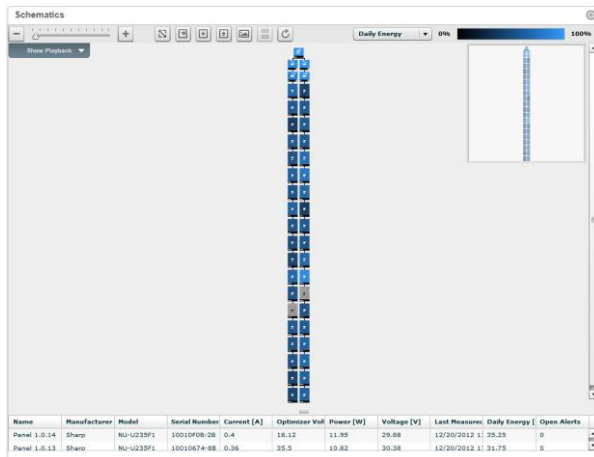 Schematics
Daily Energy
0%
100%
Show Playback
Name Manufacturer Model Serial Number Current [A] Optimizer Vol Power [W] Voltage [V] Last Measured Daily Energy [ Open Alerts
Panel 1.0.14 Sharp NU-U235F1 10010F08-2B 0.4 18.12 11.95 29.88 12/20/2012 1 35.25 0
Panel 1.0.13 Sharp NU-U235F1 10010674-8B 0.36 35.5 10.82 30.38 12/20/2012 1 31.75 0